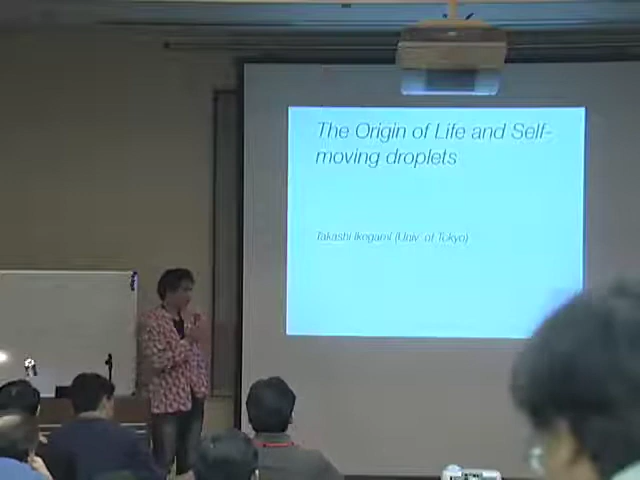 The Origin of Life and Self-
moving droplets
Takashi Ikegami (Univ. of Tokyo)